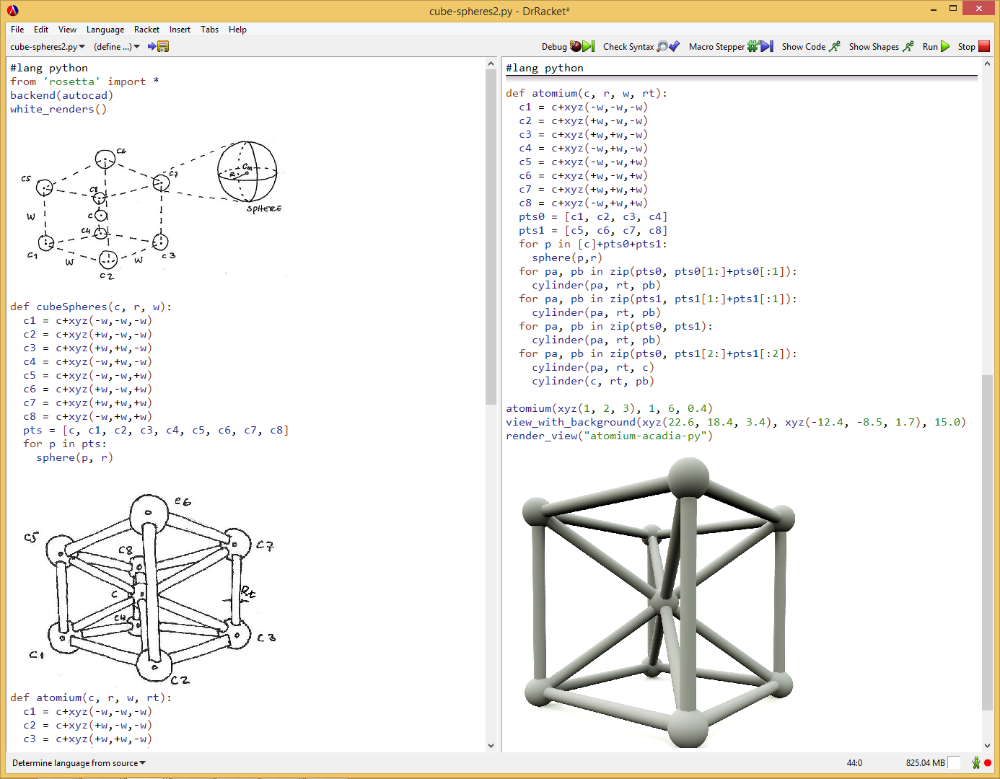 cube-spheres2.py - DrRacket*
File Edit View Language Racket Insert Tabs Help
cube-spheres2.py (define ...) Debug Check Syntax Macro Stepper Show Code Show Shapes Run Stop
#lang python
from 'rosetta' import *
backend(autocad)
white_renders()
C6
C5 C7
C8
W C
C4
C1 W W C3
C2
R Cm
SPHERE
def cubeSpheres(c, r, w):
  c1 = c+xyz(-w,-w,-w)
  c2 = c+xyz(+w,-w,-w)
  c3 = c+xyz(+w,+w,-w)
  c4 = c+xyz(-w,+w,-w)
  c5 = c+xyz(-w,-w,+w)
  c6 = c+xyz(+w,-w,+w)
  c7 = c+xyz(+w,+w,+w)
  c8 = c+xyz(-w,+w,+w)
  pts = [c, c1, c2, c3, c4, c5, c6, c7, c8]
  for p in pts:
    sphere(p, r)
C6
C5 C7
C8
C Rt
C4
C1 C3
C2
def atomium(c, r, w, rt):
  c1 = c+xyz(-w,-w,-w)
  c2 = c+xyz(+w,-w,-w)
  c3 = c+xyz(+w,+w,-w)
#lang python
def atomium(c, r, w, rt):
  c1 = c+xyz(-w,-w,-w)
  c2 = c+xyz(+w,-w,-w)
  c3 = c+xyz(+w,+w,-w)
  c4 = c+xyz(-w,+w,-w)
  c5 = c+xyz(-w,-w,+w)
  c6 = c+xyz(+w,-w,+w)
  c7 = c+xyz(+w,+w,+w)
  c8 = c+xyz(-w,+w,+w)
  pts0 = [c1, c2, c3, c4]
  pts1 = [c5, c6, c7, c8]
  for p in [c]+pts0+pts1:
    sphere(p,r)
  for pa, pb in zip(pts0, pts0[1:]+pts0[:1]):
    cylinder(pa, rt, pb)
  for pa, pb in zip(pts1, pts1[1:]+pts1[:1]):
    cylinder(pa, rt, pb)
  for pa, pb in zip(pts0, pts1):
    cylinder(pa, rt, pb)
  for pa, pb in zip(pts0, pts1[2:]+pts1[:2]):
    cylinder(pa, rt, c)
    cylinder(c, rt, pb)
atomium(xyz(1, 2, 3), 1, 6, 0.4)
view_with_background(xyz(22.6, 18.4, 3.4), xyz(-12.4, -8.5, 1.7), 15.0)
render_view("atomium-acadia-py")
Determine language from source 44:0 825.04 MB